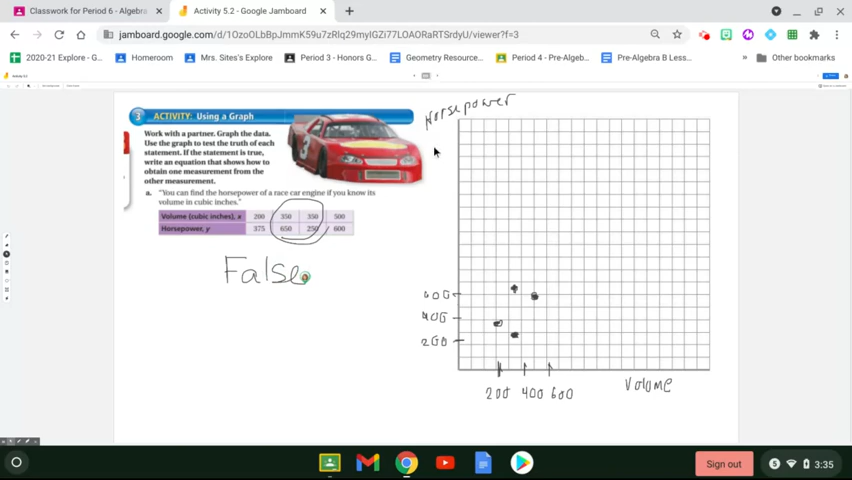 Classwork for Period 6 - Algebra
Activity 5.2 - Google Jamboard
jamboard.google.com/d/1OzoOLbBpJmmK59u7zRlq29mylGZi77LOAORaRTSrdyU/viewer?f=3
2020-21 Explore - G...
Homeroom
Mrs. Sites's Explore
Period 3 - Honors G...
Geometry Resource...
Period 4 - Pre-Algeb...
Pre-Algebra B Less...
Other bookmarks
3 ACTIVITY: Using a Graph
Work with a partner. Graph the data.
Use the graph to test the truth of each
statement. If the statement is true,
write an equation that shows how to
obtain one measurement from the
other measurement.
a. "You can find the horsepower of a race car engine if you know its
volume in cubic inches."
Volume (cubic inches), x 200 350 350 500
Horsepower, y 375 650 250 600
False
Horsepower
3
600
400
200
200 400 600
Volume
Sign out
3:35